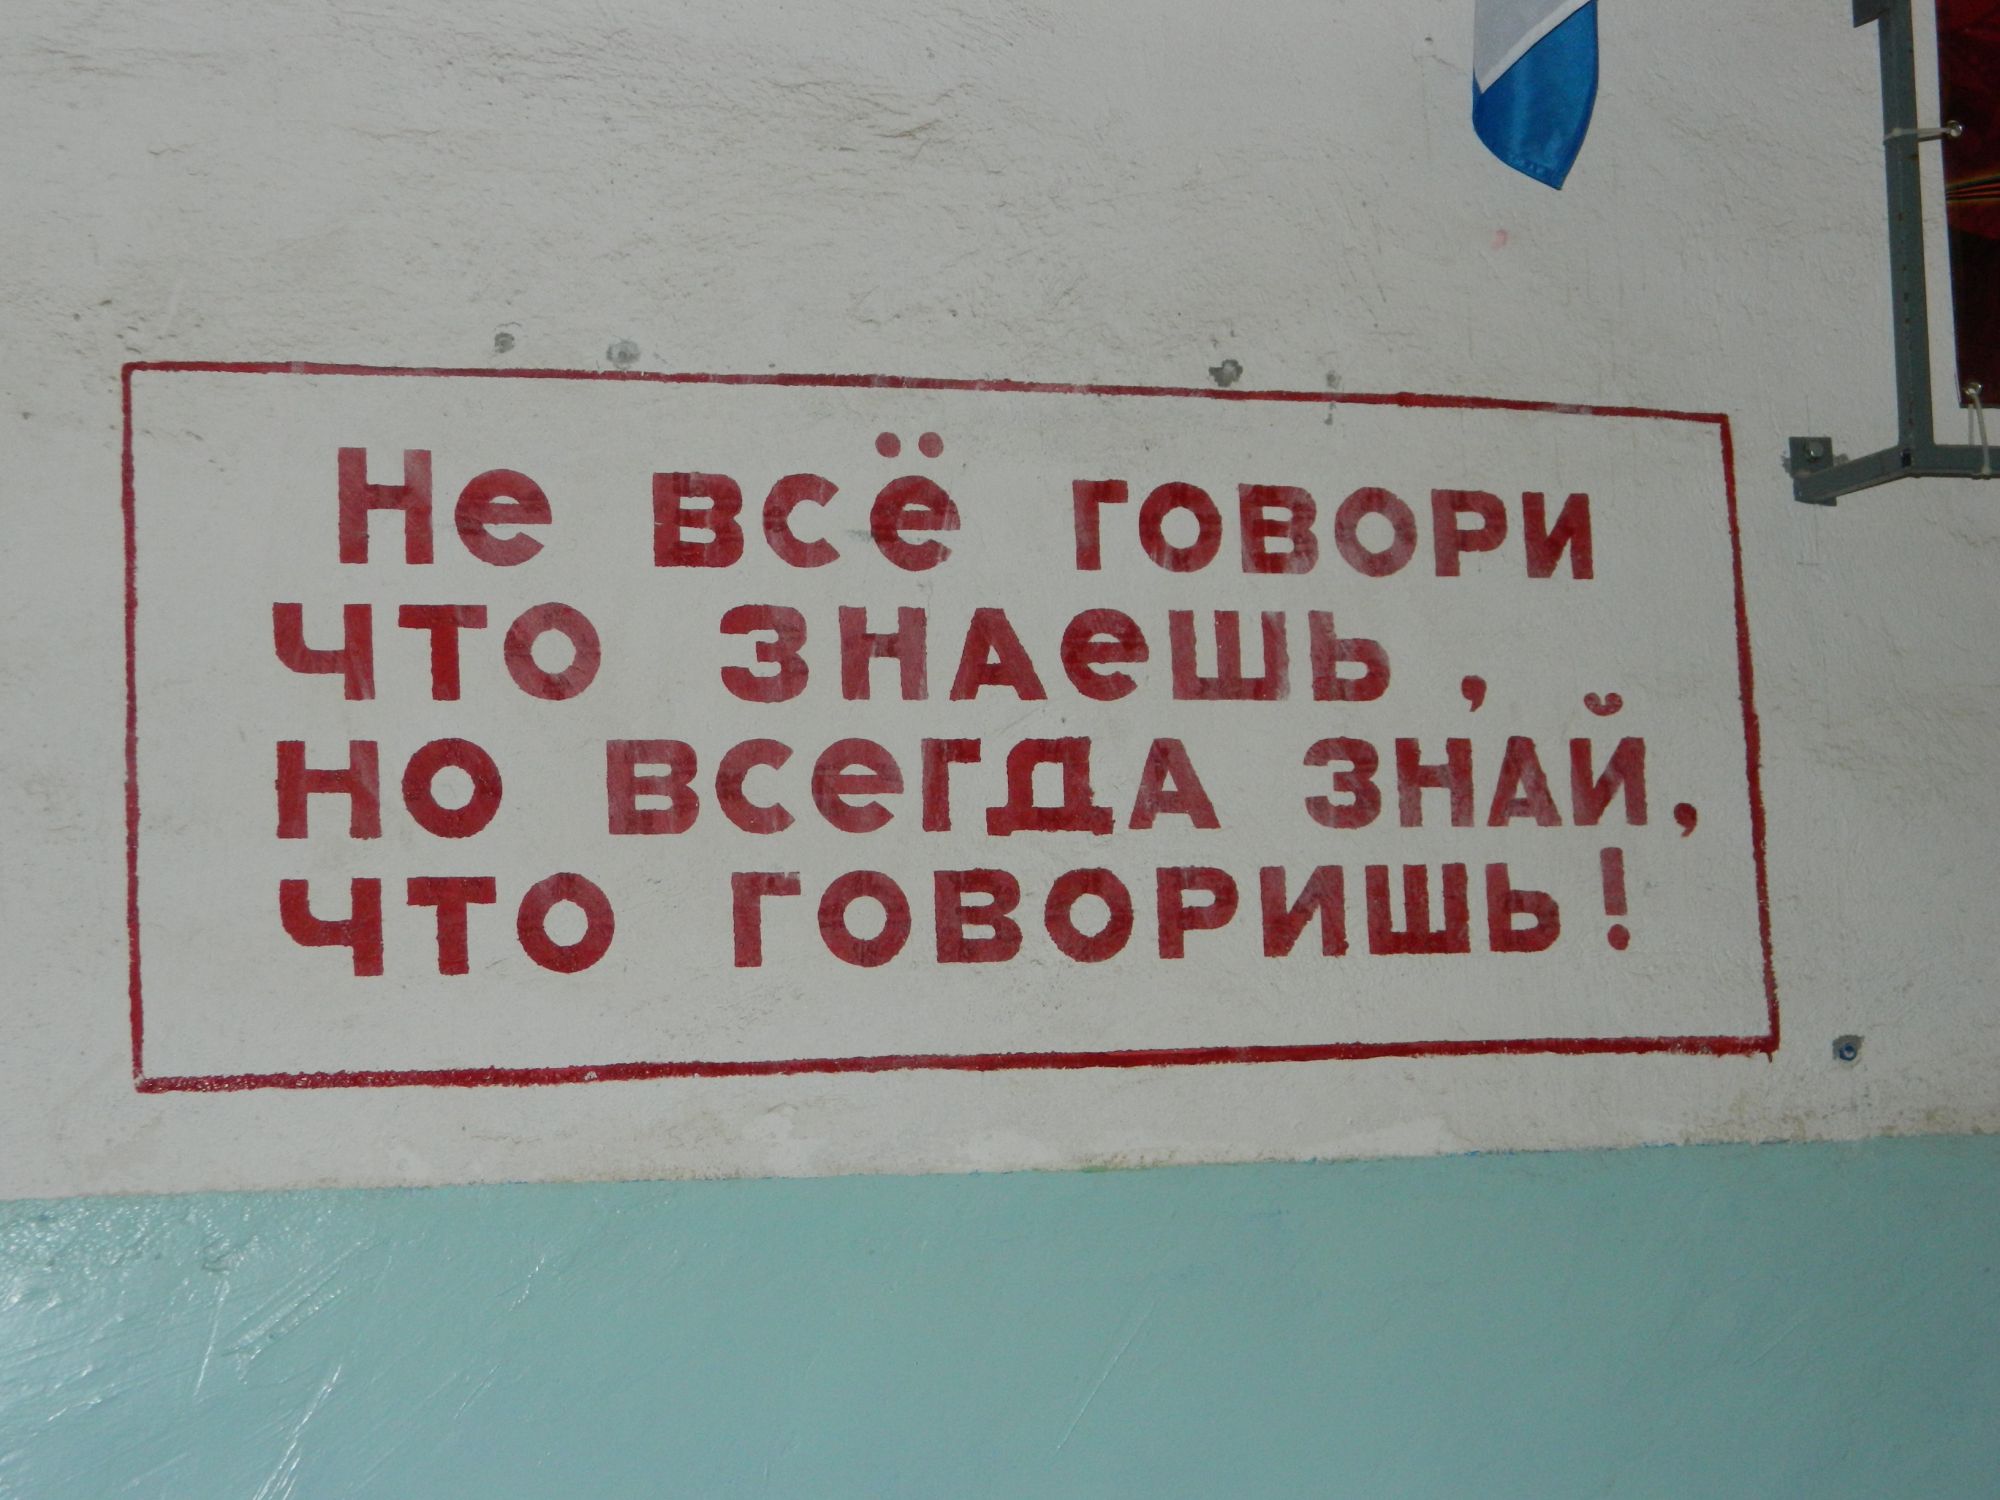 Не всё говори
что знаешь,
но всегда знай,
что говоришь!